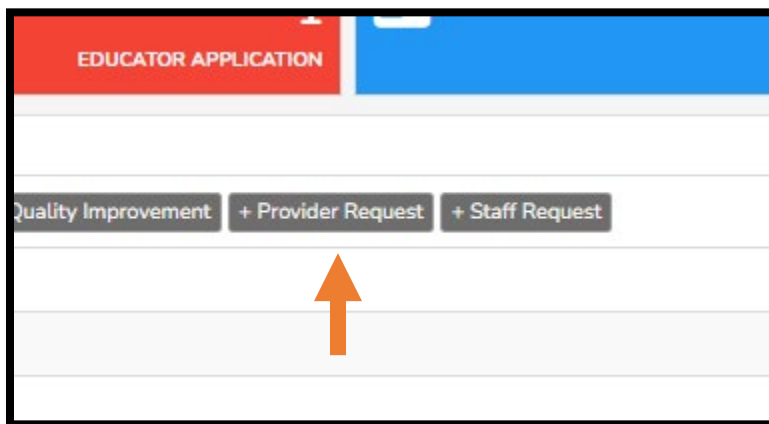 EDUCATOR APPLICATION
Quality Improvement + Provider Request + Staff Request